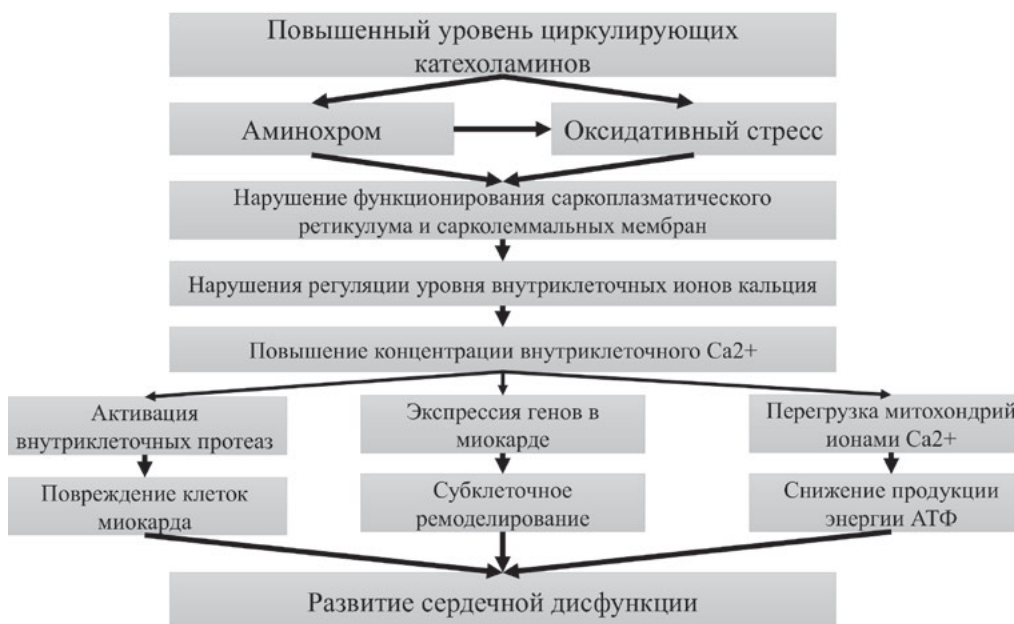 Повышенный уровень циркулирующих
катехоламинов
Аминохром
Оксидативный стресс
Нарушение функционирования саркоплазматического
ретикулума и сарколеммальных мембран
Нарушения регуляции уровня внутриклеточных ионов кальция
Повышение концентрации внутриклеточного Ca2+
Активация
внутриклеточных протеаз
Экспрессия генов в
миокарде
Перегрузка митохондрий
ионами Ca2+
Повреждение клеток
миокарда
Субклеточное
ремоделирование
Снижение продукции
энергии АТФ
Развитие сердечной дисфункции